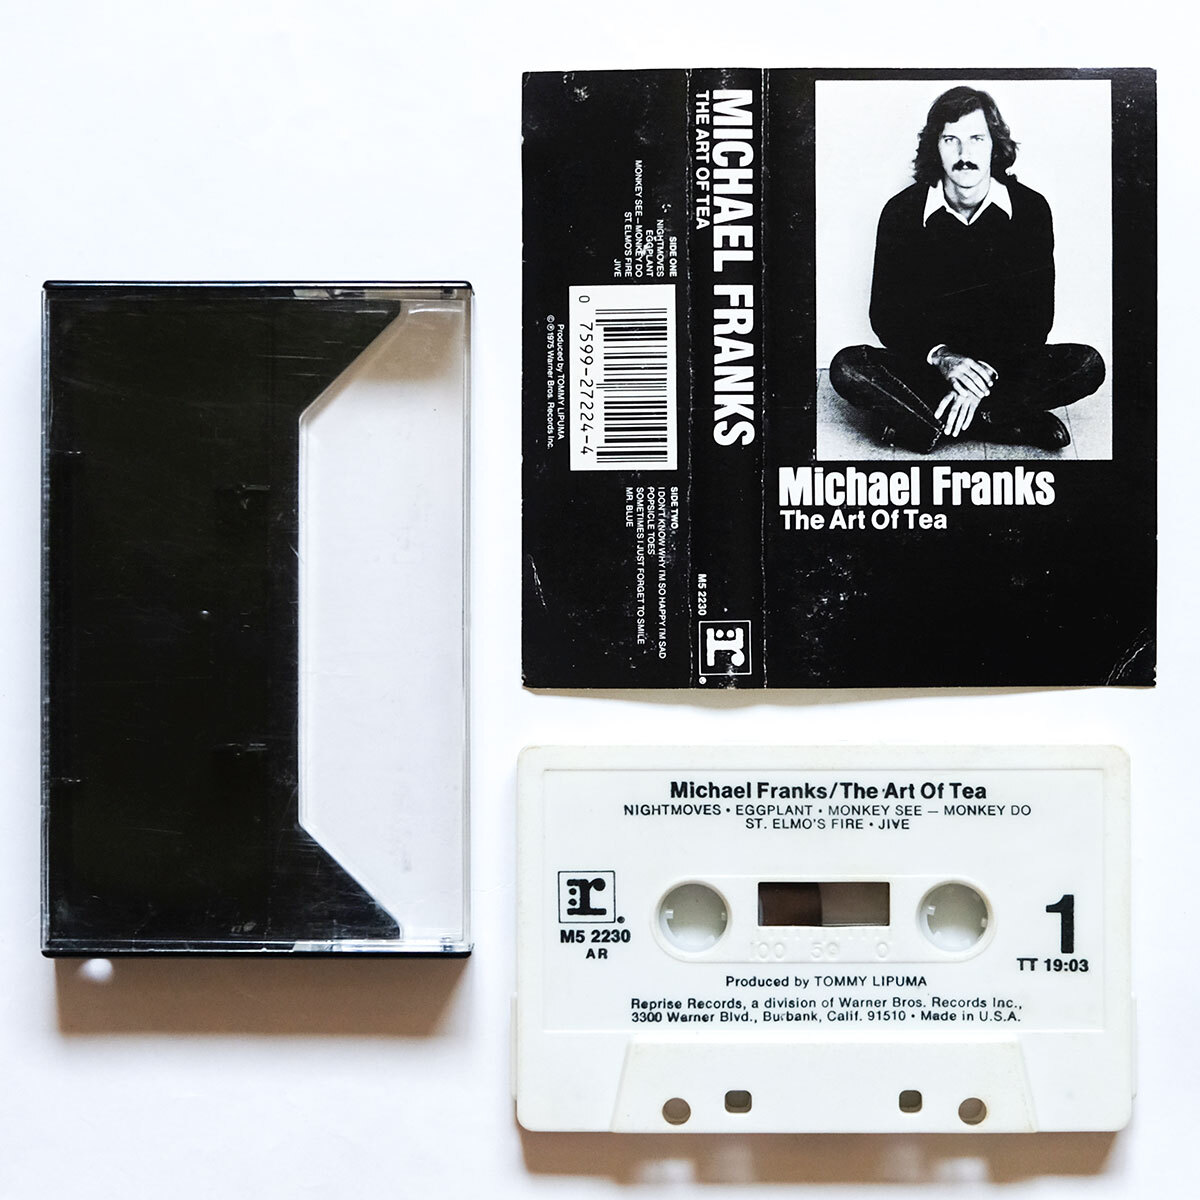 MICHAEL FRANKS
THE ART OF TEA
M5 2230
r®
SIDE ONE
NIGHTMOVES
EGGPLANT
MONKEY SEE – MONKEY DO
ST. ELMO'S FIRE
JIVE
0 7599-27224-4
Produced by TOMMY LIPUMA
©℗1975 Warner Bros. Records Inc.
SIDE TWO
I DON'T KNOW WHY I'M SO HAPPY I'M SAD
POPSICLE TOES
SOMETIMES I JUST FORGET TO SMILE
MR. BLUE
Michael Franks
The Art Of Tea
Michael Franks/The Art Of Tea
NIGHTMOVES • EGGPLANT • MONKEY SEE — MONKEY DO
ST. ELMO'S FIRE • JIVE
r®
M5 2230
AR
100 50 0
1
TT 19:03
Produced by TOMMY LIPUMA
Reprise Records, a division of Warner Bros. Records Inc.,
3300 Warner Blvd., Burbank, Calif. 91510 • Made in U.S.A.